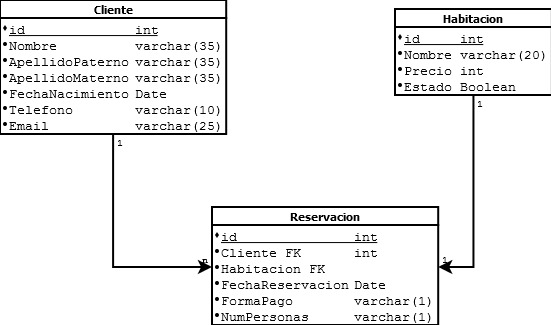 Cliente
id int
Nombre varchar(35)
ApellidoPaterno varchar(35)
ApellidoMaterno varchar(35)
FechaNacimiento Date
Telefono varchar(10)
Email varchar(25)
1
Habitacion
id int
Nombre varchar(20)
Precio int
Estado Boolean
1
Reservacion
id int
Cliente FK int
Habitacion FK
FechaReservacion Date
FormaPago varchar(1)
NumPersonas varchar(1)
n
1